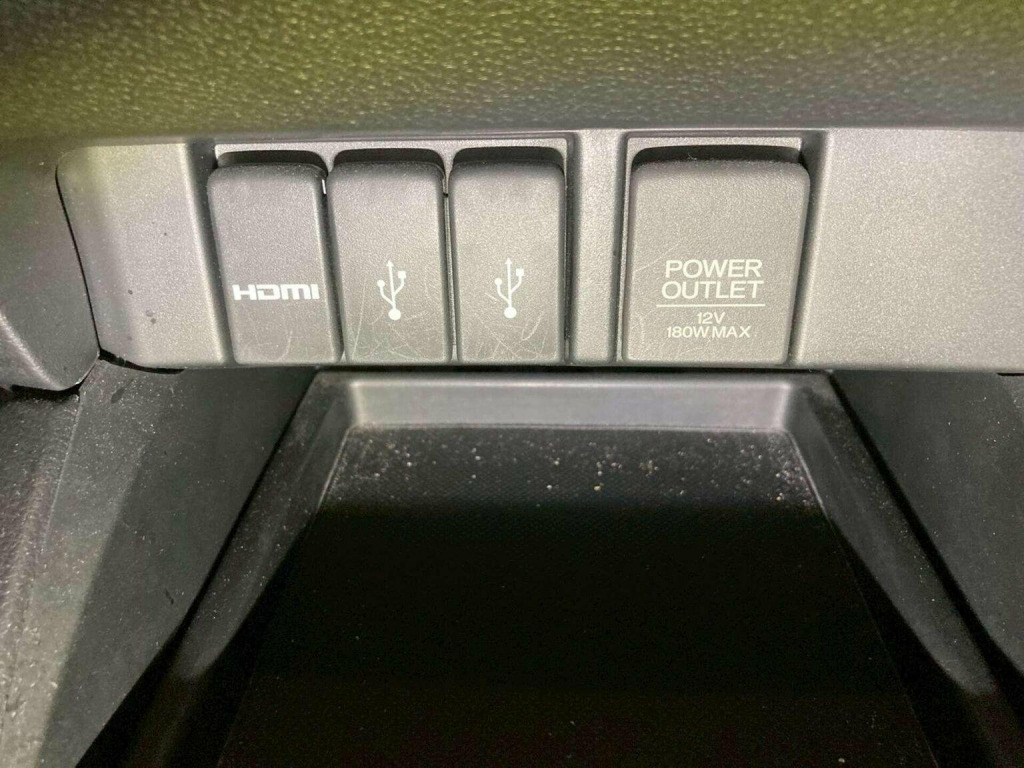 HDMI
POWER
OUTLET
12V
180W MAX